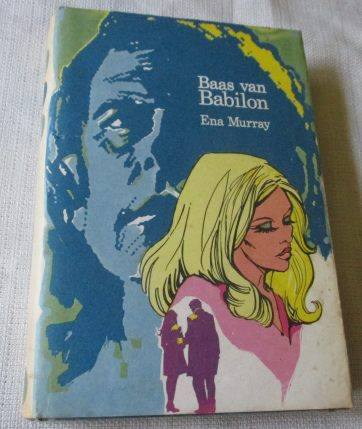 Baas van
Babilon
Ena Murray